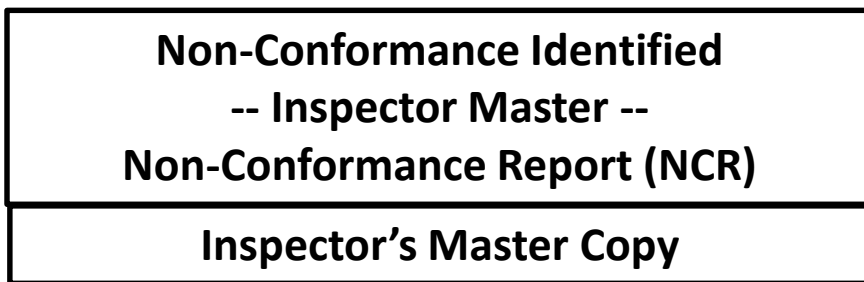 Non-Conformance Identified
-- Inspector Master --
Non-Conformance Report (NCR)
Inspector’s Master Copy